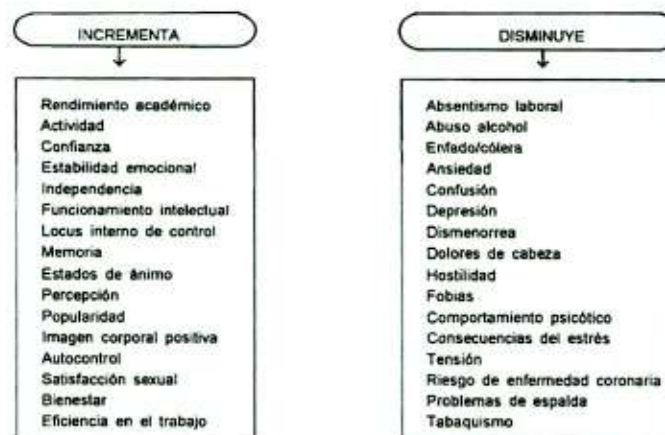 INCREMENTA
Rendimiento académico
Actividad
Confianza
Estabilidad emocional
Independencia
Funcionamiento intelectual
Locus interno de control
Memoria
Estados de ánimo
Percepción
Popularidad
Imagen corporal positiva
Autocontrol
Satisfacción sexual
Bienestar
Eficiencia en el trabajo
DISMINUYE
Absentismo laboral
Abuso alcohol
Enfado/cólera
Ansiedad
Confusión
Depresión
Dismenorrea
Dolores de cabeza
Hostilidad
Fobias
Comportamiento psicótico
Consecuencias del estrés
Tensión
Riesgo de enfermedad coronaria
Problemas de espalda
Tabaquismo